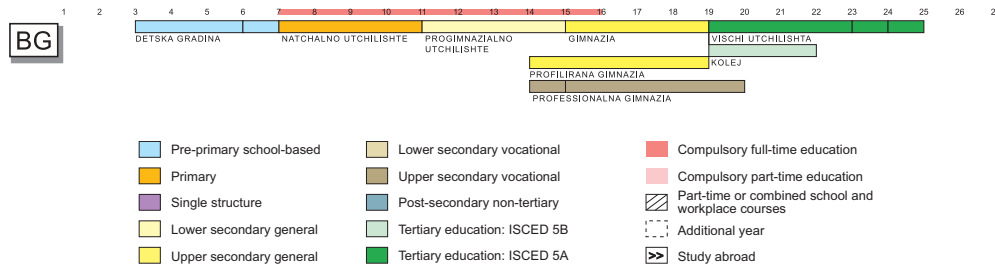 1 2 3 4 5 6 7 8 9 10 11 12 13 14 15 16 17 18 19 20 21 22 23 24 25 26 2
BG
DETSKA GRADINA NATCHALNO UTCHILISHTE PROGIMNAZIALNO UTCHILISHTE GIMNAZIA VISCHI UTCHILISHTA
KOLEJ
PROFILIRANA GIMNAZIA
PROFESSIONALNA GIMNAZIA
Pre-primary school-based
Primary
Single structure
Lower secondary general
Upper secondary general
Lower secondary vocational
Upper secondary vocational
Post-secondary non-tertiary
Tertiary education: ISCED 5B
Tertiary education: ISCED 5A
Compulsory full-time education
Compulsory part-time education
Part-time or combined school and
workplace courses
Additional year
>> Study abroad